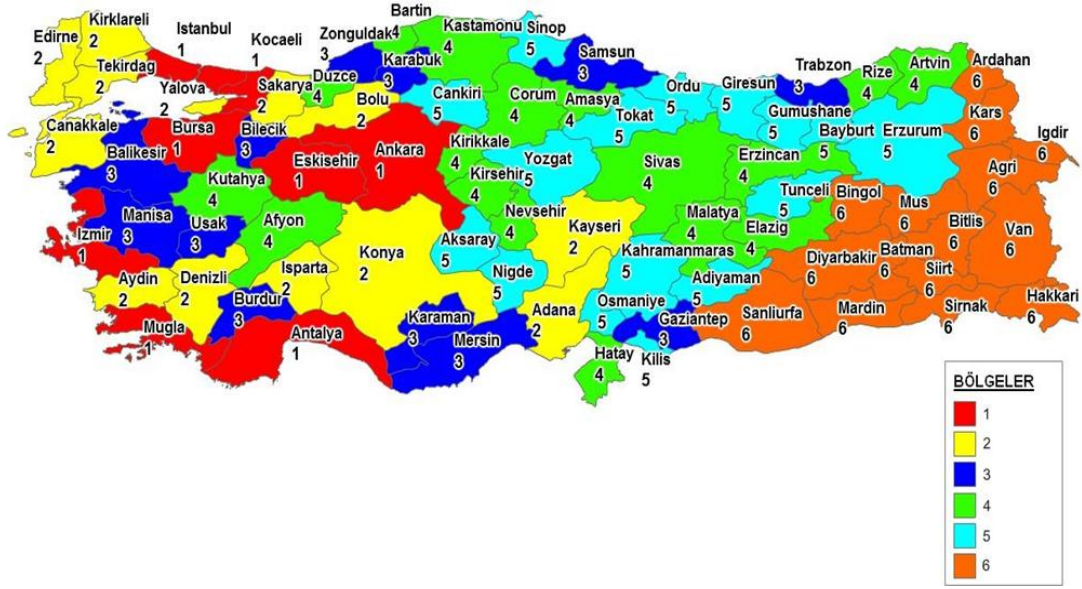 Bartin
4
Kirklareli
2
Edirne
2
Istanbul
1
Kocaeli
1
Zonguldak
3
Kastamonu
4
Sinop
5
Samsun
3
Karabuk
3
Tekirdag
2
Yalova
Sakarya
2
Düzce
4
Bolu
2
Cankiri
5
Corum
4
Amasya
4
Tokat
5
Ordu
5
Giresun
5
Trabzon
3
Rize
4
Artvin
4
Ardahan
6
Gumushane
5
Bayburt
5
Erzurum
5
Kars
6
Igdir
6
Canakkale
2
Balikesir
3
Bursa
1
Bilecik
3
Eskisehir
1
Ankara
1
Kirikkale
4
Kirsehir
4
Yozgat
5
Sivas
4
Erzincan
4
Agri
6
Kutahya
4
Tunceli
5
Bingol
6
Mus
6
Bitlis
6
Van
6
Manisa
3
Usak
3
Afyon
4
Izmir
1
Konya
2
Aksaray
5
Nevsehir
4
Kayseri
2
Malatya
4
Elazig
4
Kahramanmaras
5
Diyarbakir
6
Batman
6
Siirt
6
Aydin
2
Denizli
2
Isparta
2
Burdur
3
Nigde
5
Adana
2
Adiyaman
5
Osmaniye
5
Gaziantep
3
Sanliurfa
6
Mardin
6
Sirnak
6
Hakkari
6
Mugla
1
Antalya
1
Karaman
3
Mersin
3
Hatay
4
Kilis
5
BÖLGELER
1
2
3
4
5
6